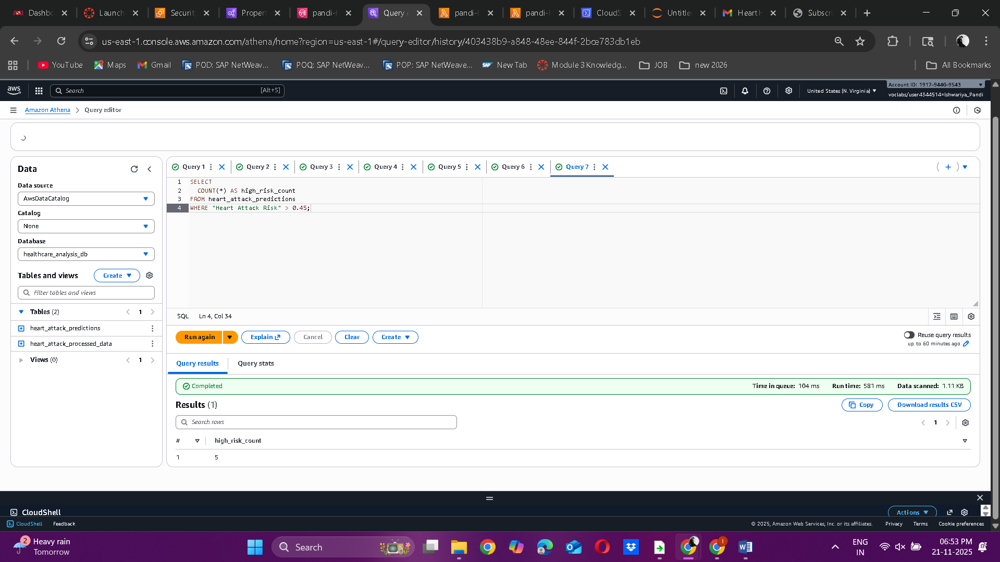 Dashbo
Launch
Security
Propert
pandi-h
Query e
pandi-h
pandi-h
CloudS
Untitle
Heart H
Subscri
us-east-1.console.aws.amazon.com/athena/home?region=us-east-1#/query-editor/history/403438b9-a848-48ee-844f-2bce783db1eb
YouTube
Maps
Gmail
POD: SAP NetWeav...
POQ: SAP NetWeav...
POP: SAP NetWeave...
New Tab
Module 3 Knowledg...
JOB
new 2026
All Bookmarks
aws
Search
[Alt+S]
United States (N. Virginia)
Account ID: 1917-9440-9543
voclabs/user4344514=Ishwariya_Pandi
Amazon Athena
Query editor
Data
Data source
AwsDataCatalog
Catalog
None
Database
healthcare_analysis_db
Tables and views
Create
Filter tables and views
Tables (2)
1
heart_attack_predictions
heart_attack_processed_data
Views (0)
1
Query 1
Query 2
Query 3
Query 4
Query 5
Query 6
Query 7
1 SELECT
2 COUNT(*) AS high_risk_count
3 FROM heart_attack_predictions
4 WHERE "Heart Attack Risk" > 0.45;
SQL
Ln 4, Col 34
Run again
Explain
Cancel
Clear
Create
Reuse query results
up to 60 minutes ago
Query results
Query stats
Completed
Time in queue: 104 ms
Run time: 581 ms
Data scanned: 1.11 KB
Results (1)
Copy
Download results CSV
Search rows
1
# high_risk_count
1 5
CloudShell
Actions
CloudShell
Feedback
© 2025, Amazon Web Services, Inc. or its affiliates.
Privacy
Terms
Cookie preferences
2
Heavy rain
Tomorrow
Search
ENG
IN
06:53 PM
21-11-2025